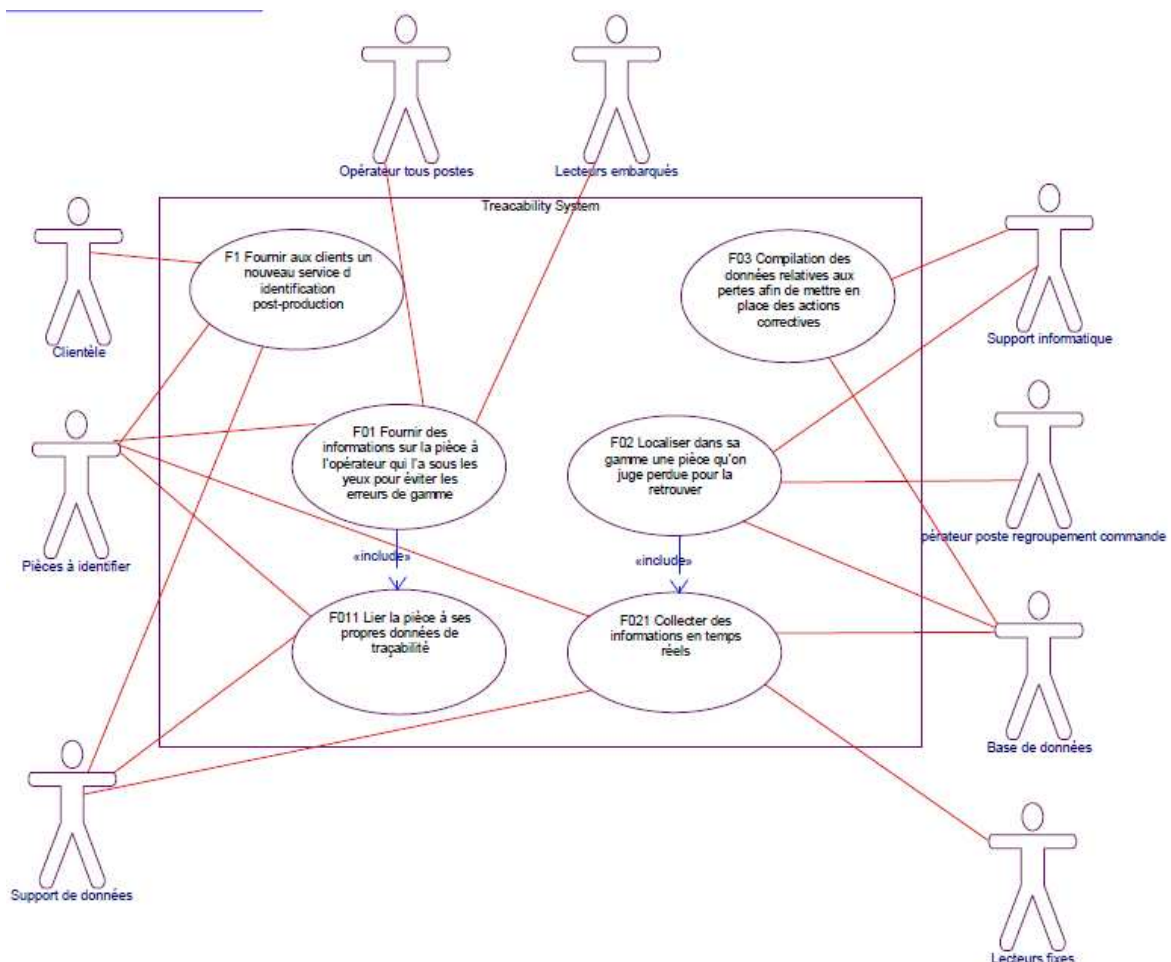 Opérateur tous postes
Lecteurs embarqués
Treacability System
Clientèle
F1 Fournir aux clients un
nouveau service d
identification
post-production
F03 Compilation des
données relatives aux
pertes afin de mettre en
place des actions
correctives
Support informatique
Pièces à identifier
F01 Fournir des
informations sur la pièce à
l'opérateur qui l'a sous les
yeux pour éviter les
erreurs de gamme
F02 Localiser dans sa
gamme une pièce qu'on
juge perdue pour la
retrouver
pérateur poste regroupement commande
«include»
«include»
F011 Lier la pièce à ses
propres données de
traçabilité
F021 Collecter des
informations en temps
réels
Base de données
Support de données
Lecteurs fixes